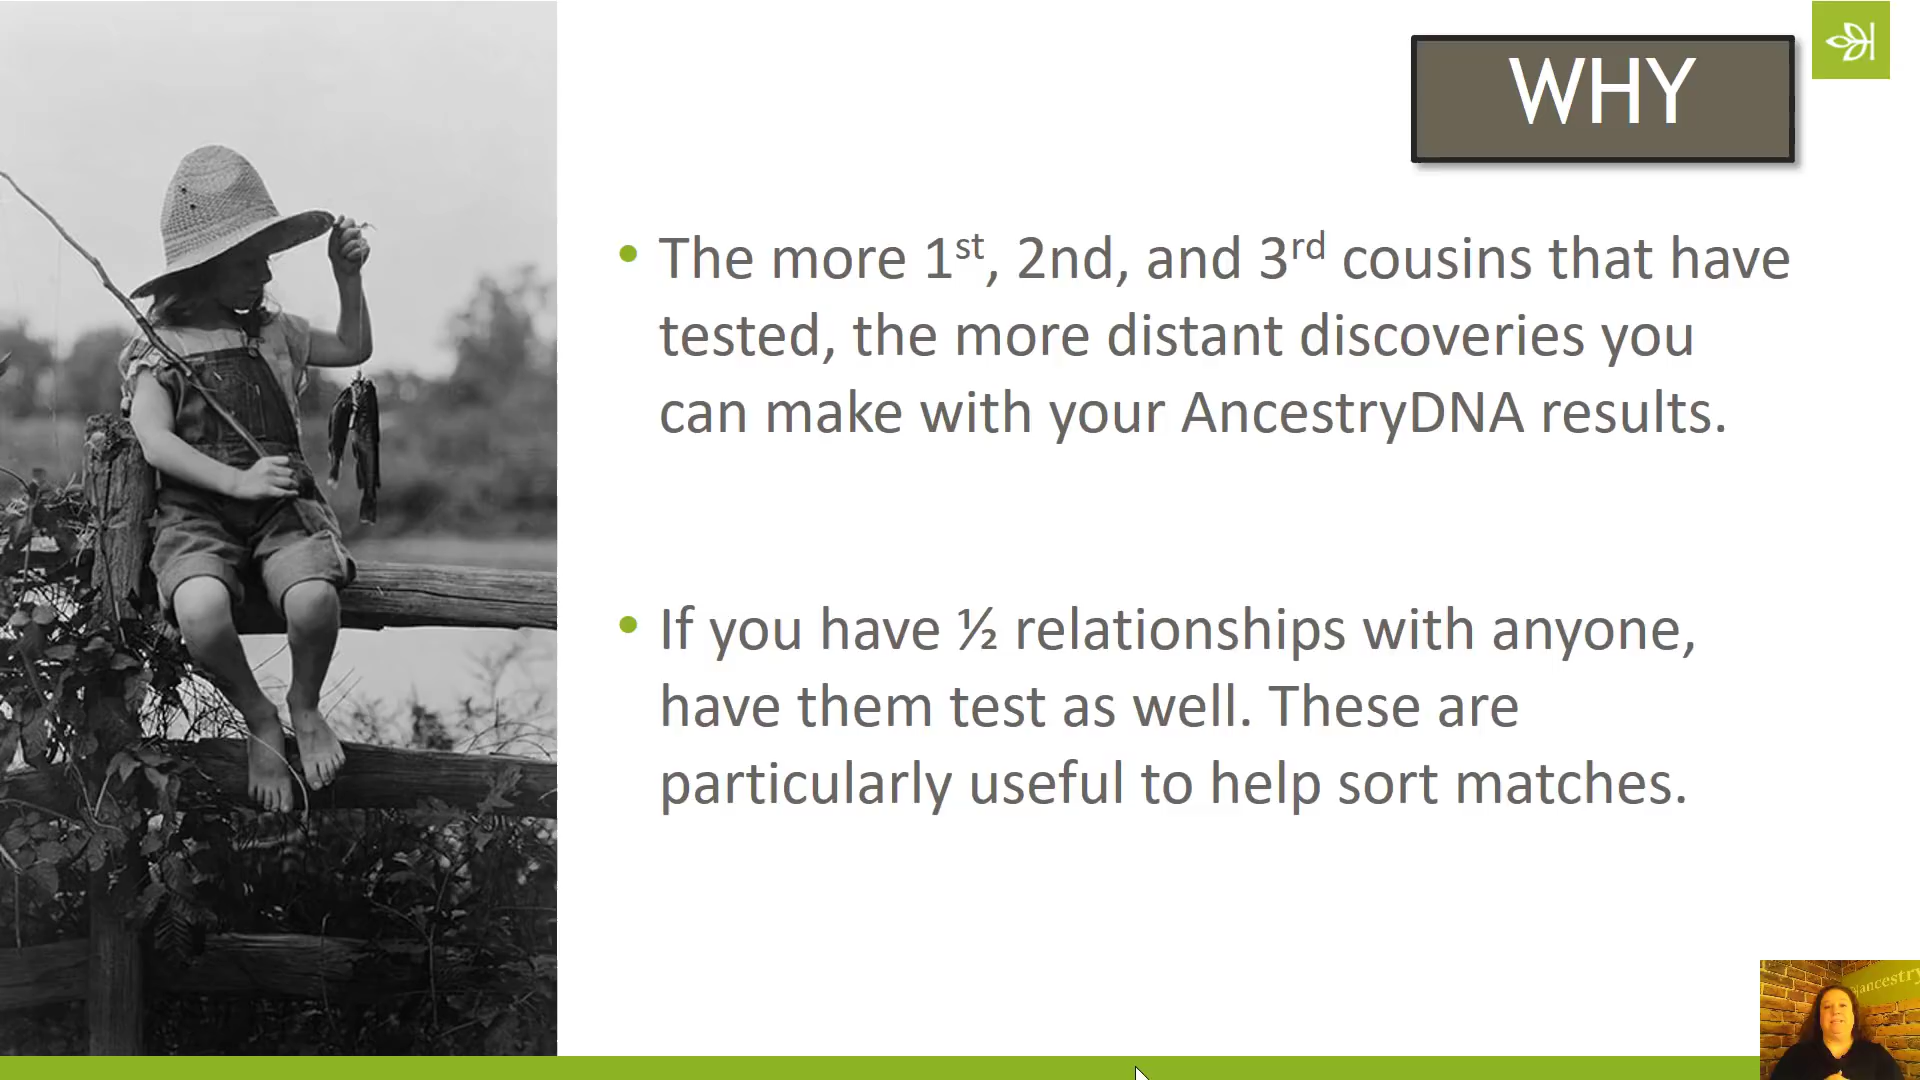 WHY
• The more 1st, 2nd, and 3rd cousins that have
tested, the more distant discoveries you
can make with your AncestryDNA results.
• If you have ½ relationships with anyone,
have them test as well. These are
particularly useful to help sort matches.
ancestry